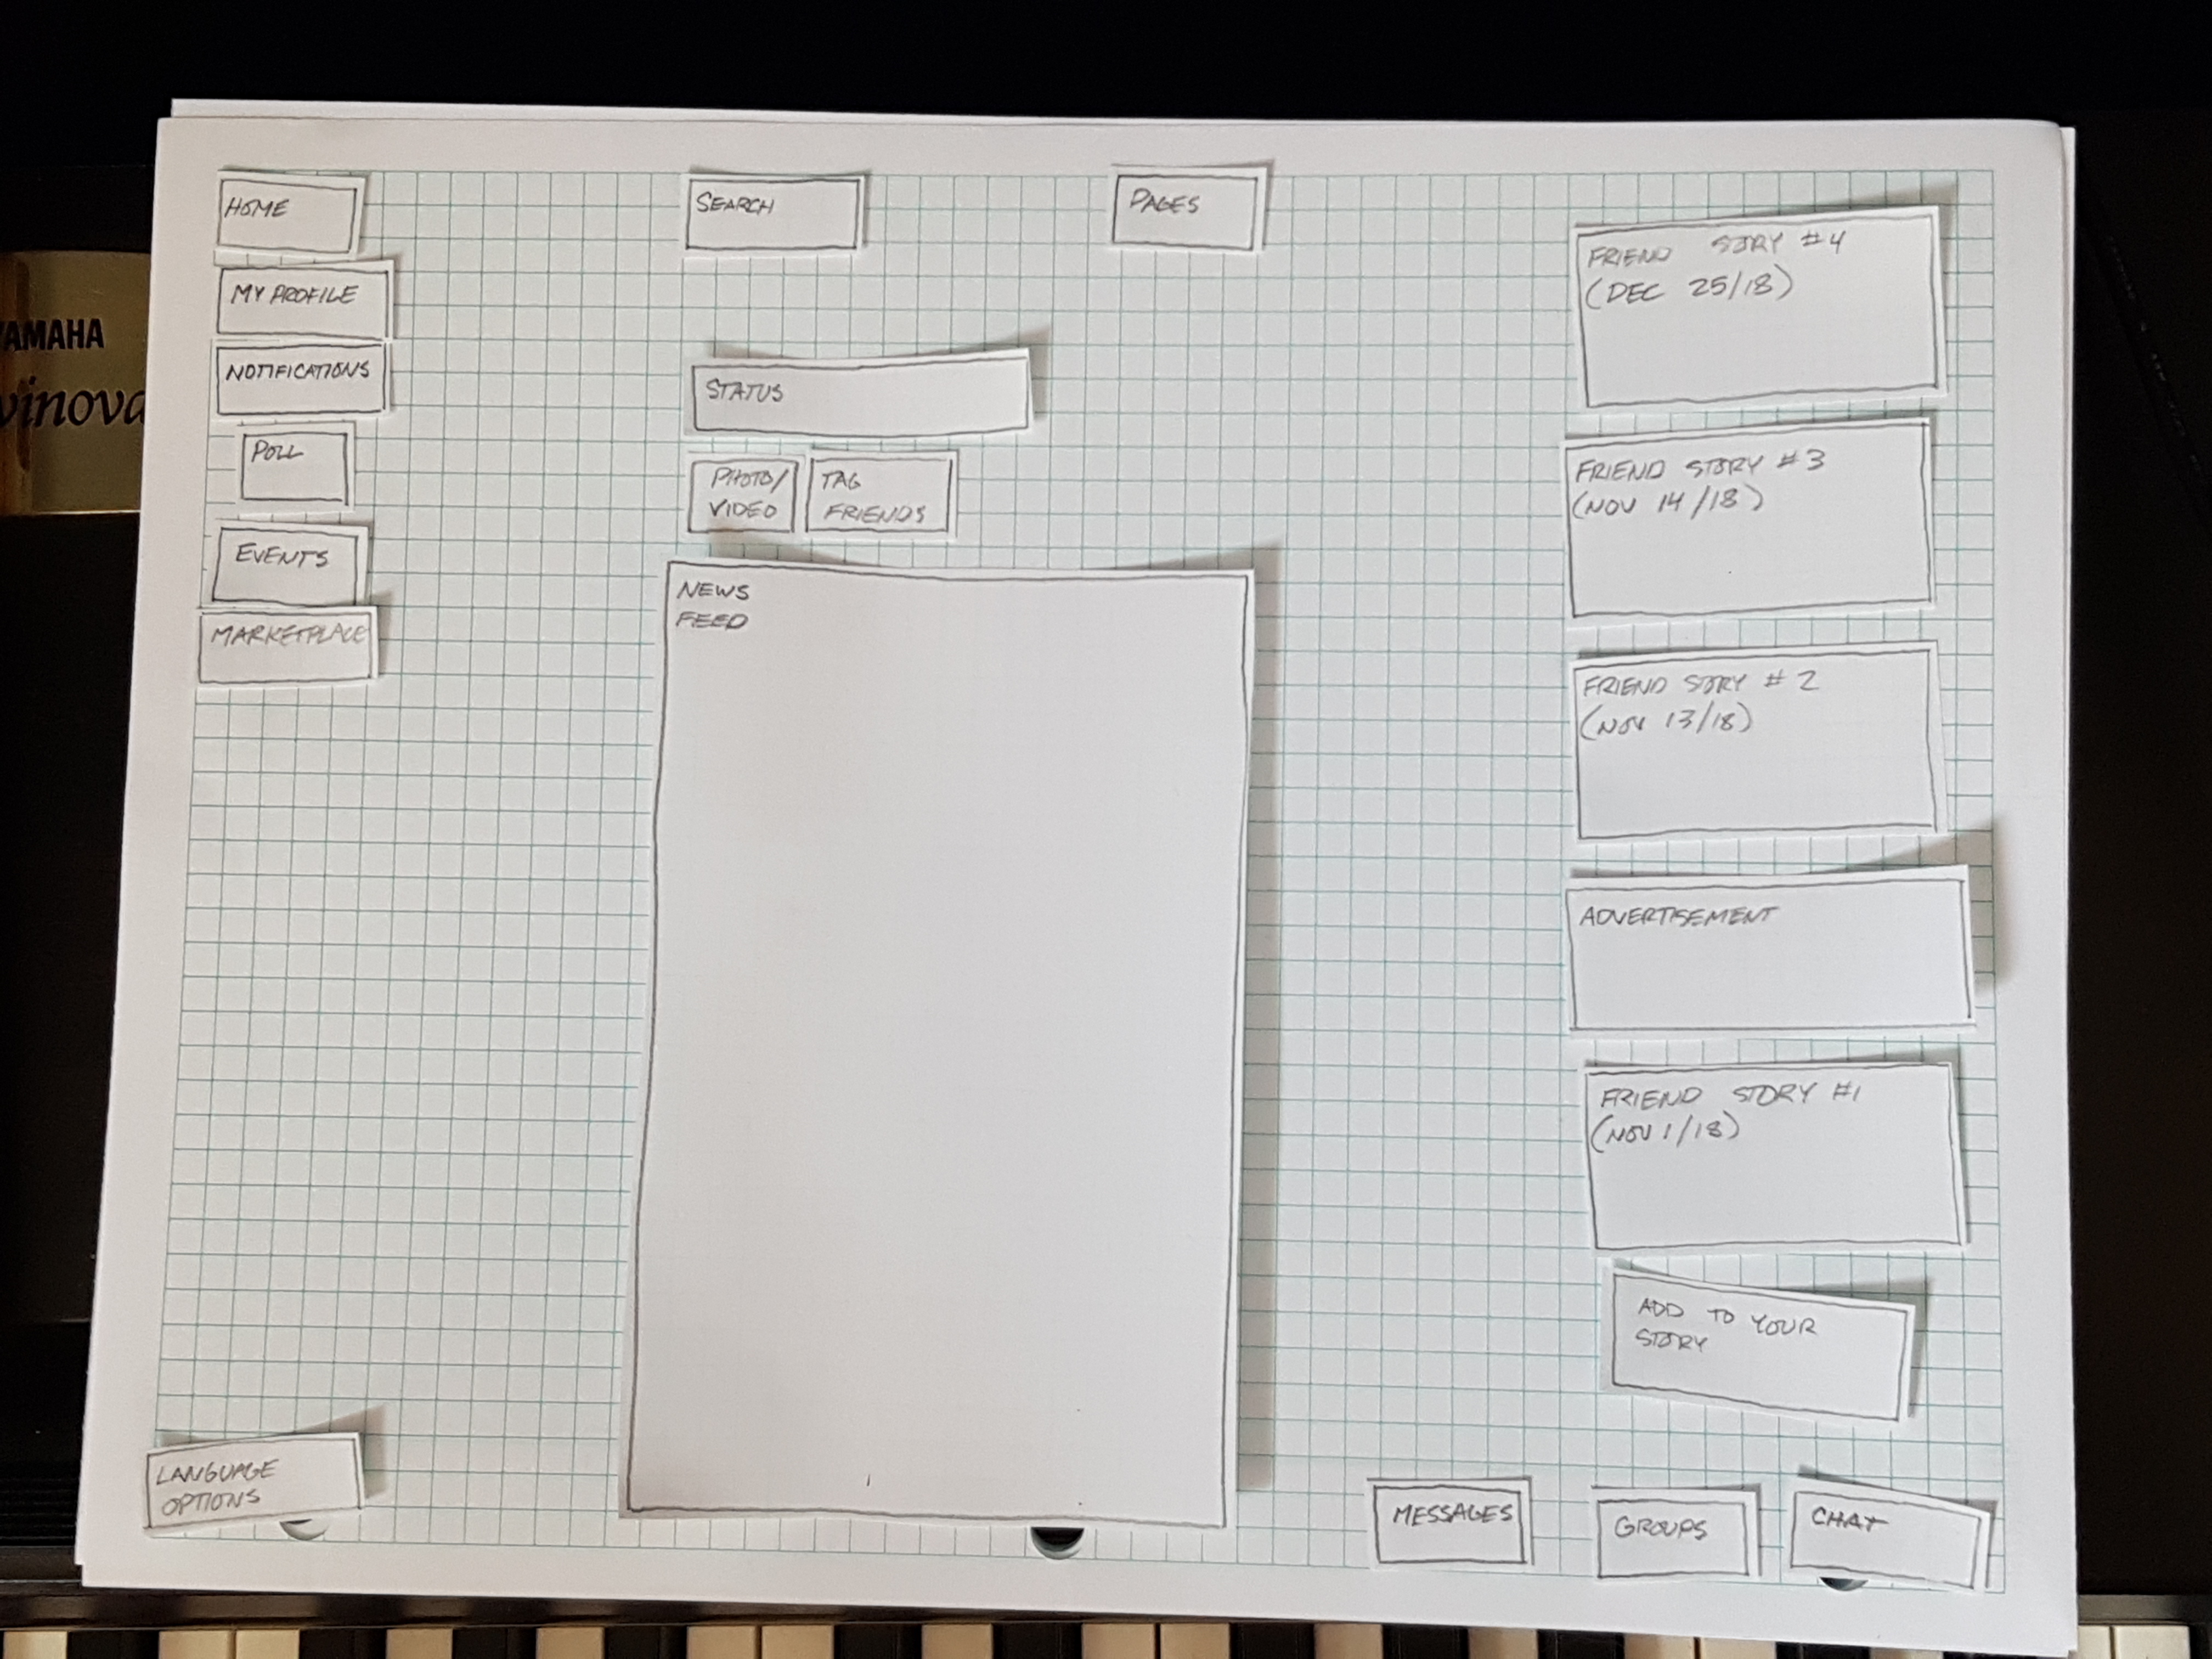 HOME
SEARCH
PAGES
MY PROFILE
NOTIFICATIONS
POLL
EVENTS
MARKETPLACE
STATUS
PHOTO/
VIDEO
TAG
FRIENDS
NEWS
FEED
FRIEND STORY #4
(DEC 25/18)
FRIEND STORY #3
(NOV 14/18)
FRIEND STORY #2
(NOV 13/18)
ADVERTISEMENT
FRIEND STORY #1
(NOV 1/18)
ADD TO YOUR
STORY
LANGUAGE
OPTIONS
MESSAGES
GROUPS
CHAT
YAMAHA
vinova